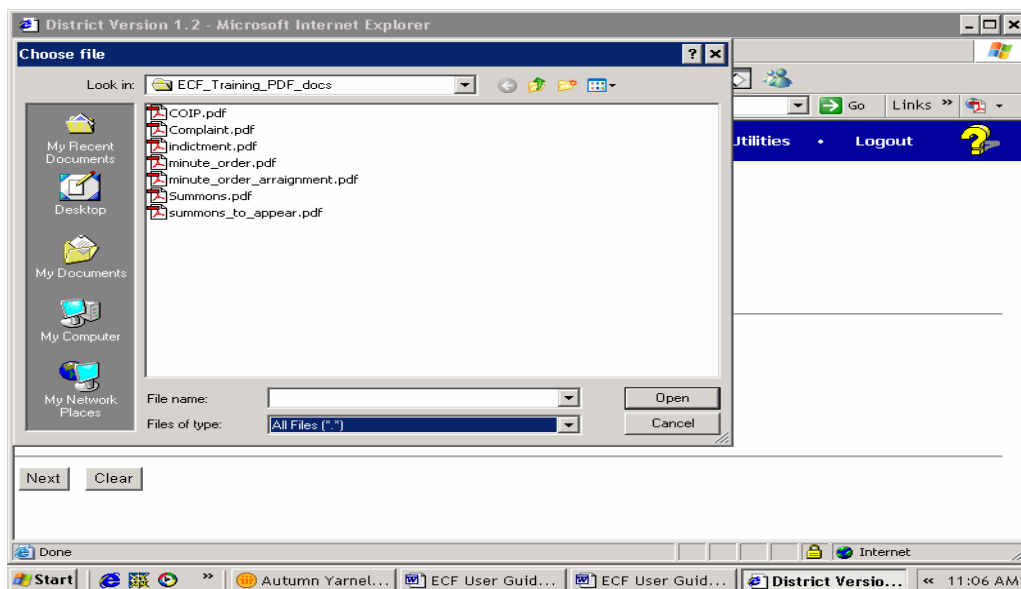 District Version 1.2 - Microsoft Internet Explorer
Choose file
Look in: ECF_Training_PDF_docs
Go Links »
Utilities • Logout
My Recent
Documents
Desktop
My Documents
My Computer
My Network
Places
COIP.pdf
Complaint.pdf
indictment.pdf
minute_order.pdf
minute_order_arraignment.pdf
Summons.pdf
summons_to_appear.pdf
File name:
Open
Files of type: All Files (*.*)
Cancel
Next Clear
Done
Internet
Start » Autumn Yarnel... ECF User Guid... ECF User Guid... District Versio... « 11:06 AM